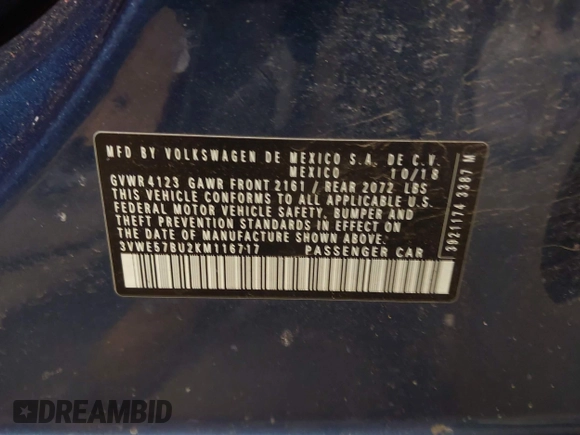 MFD BY VOLKSWAGEN DE MEXICO S.A. DE C.V.
MEXICO 10/18
GVWR 4123 GAWR FRONT 2161 / REAR 2072 LBS
THIS VEHICLE CONFORMS TO ALL APPLICABLE U.S.
FEDERAL MOTOR VEHICLE SAFETY, BUMPER AND
THEFT PREVENTION STANDARDS IN EFFECT ON
THE DATE OF MANUFACTURE SHOWN ABOVE.
3VWE57BU2KM116717 PASSENGER CAR
3921174 3387 M
DREAMBID